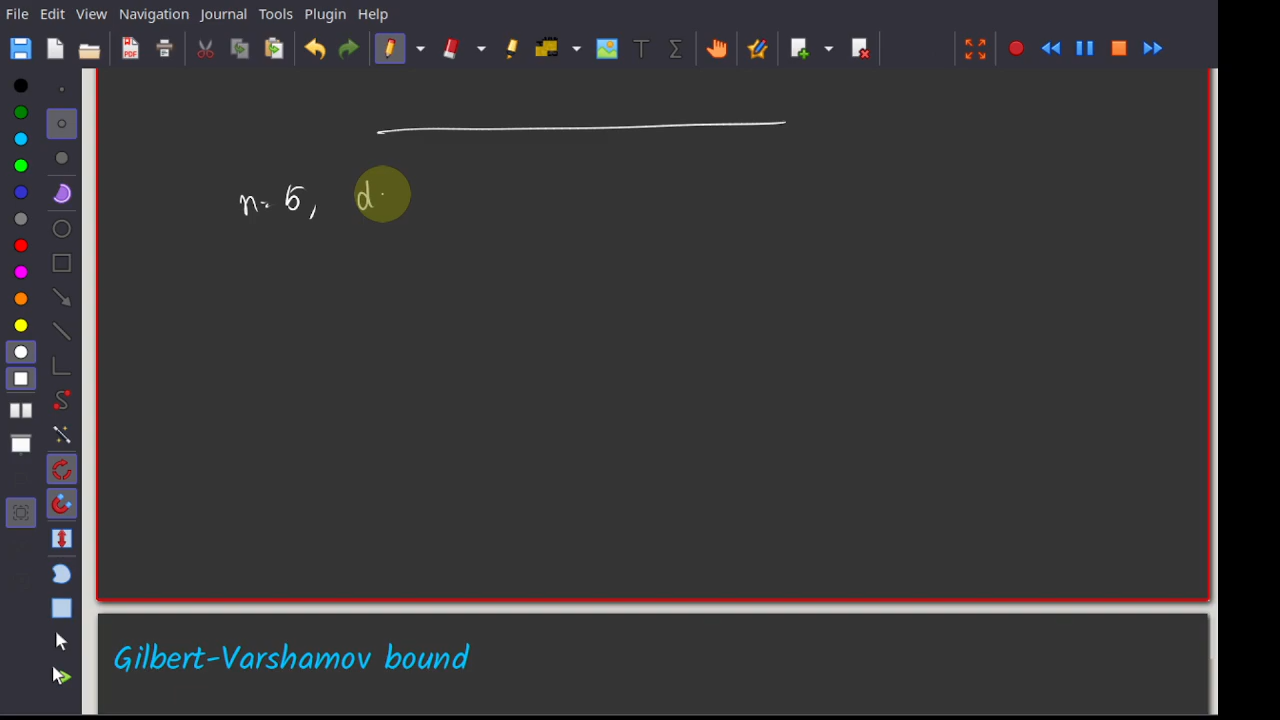 File Edit View Navigation Journal Tools Plugin Help
n = 6, d
Gilbert-Varshamov bound